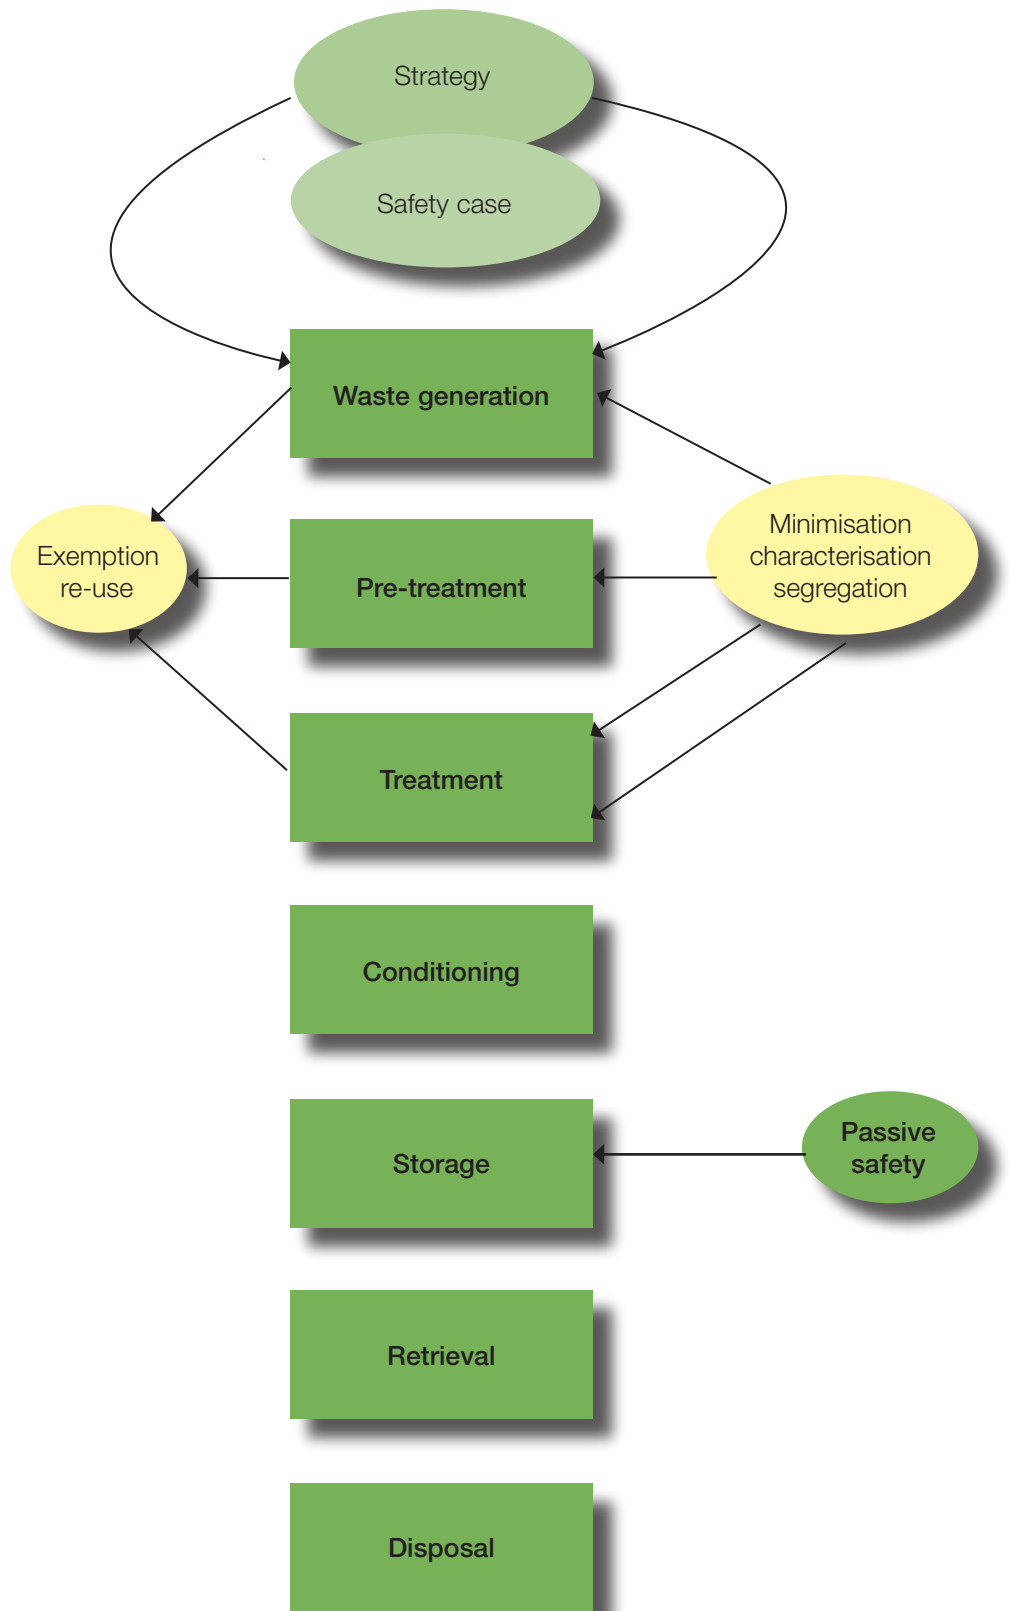 Strategy
Safety case
Waste generation
Exemption
re-use
Pre-treatment
Minimisation
characterisation
segregation
Treatment
Conditioning
Storage
Passive
safety
Retrieval
Disposal